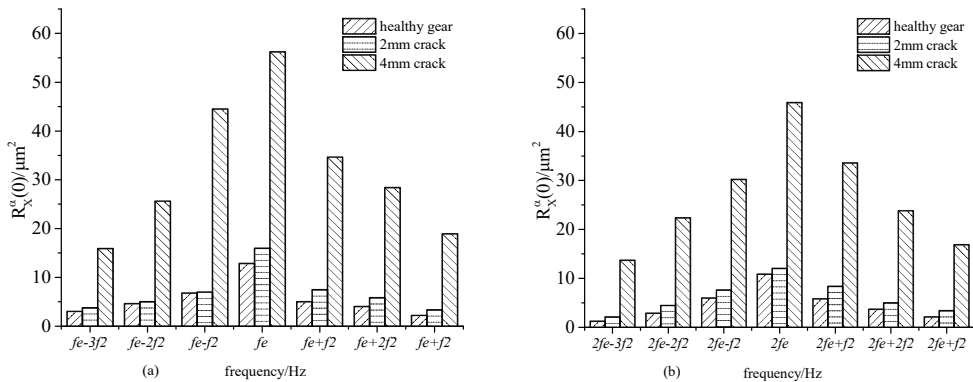 60
50
40
30
20
10
0
R_X^α(0)/μm²
healthy gear
2mm crack
4mm crack
fe-3f2 fe-2f2 fe-f2 fe fe+f2 fe+2f2 fe+f2
(a) frequency/Hz
60
50
40
30
20
10
0
R_X^α(0)/μm²
healthy gear
2mm crack
4mm crack
2fe-3f2 2fe-2f2 2fe-f2 2fe 2fe+f2 2fe+2f2 2fe+f2
(b) frequency/Hz